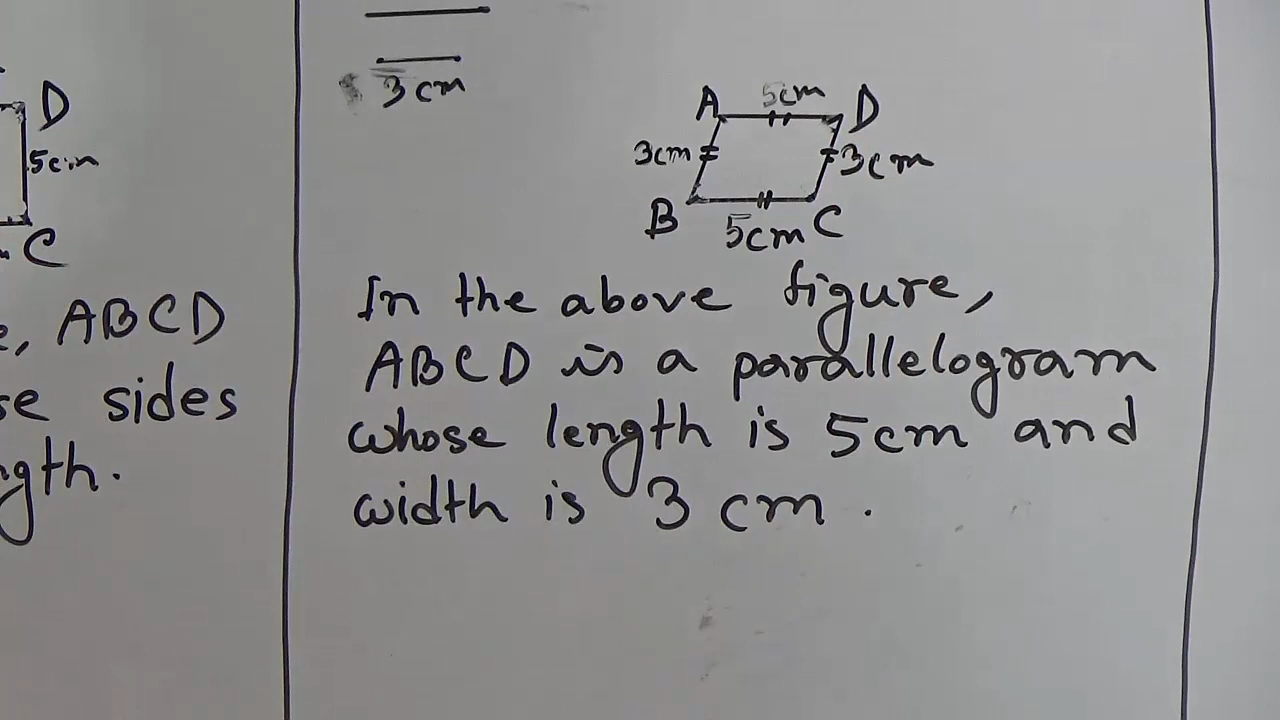 D
5cm
C
, ABCD
se sides
gth.
3cm
A 5cm D
3cm 3cm
B 5cm C
In the above figure,
ABCD is a parallelogram
whose length is 5cm and
width is 3 cm.